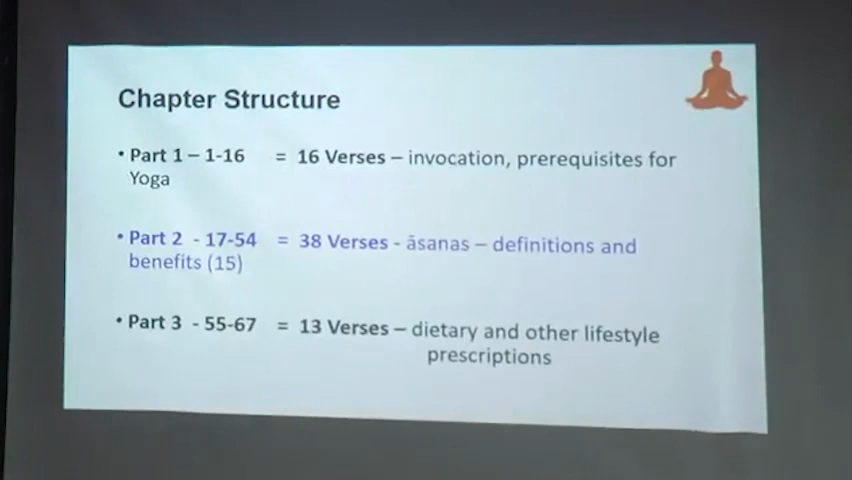 Chapter Structure
• Part 1 – 1-16 = 16 Verses – invocation, prerequisites for
Yoga
• Part 2 - 17-54 = 38 Verses - āsanas – definitions and
benefits (15)
• Part 3 - 55-67 = 13 Verses – dietary and other lifestyle
prescriptions